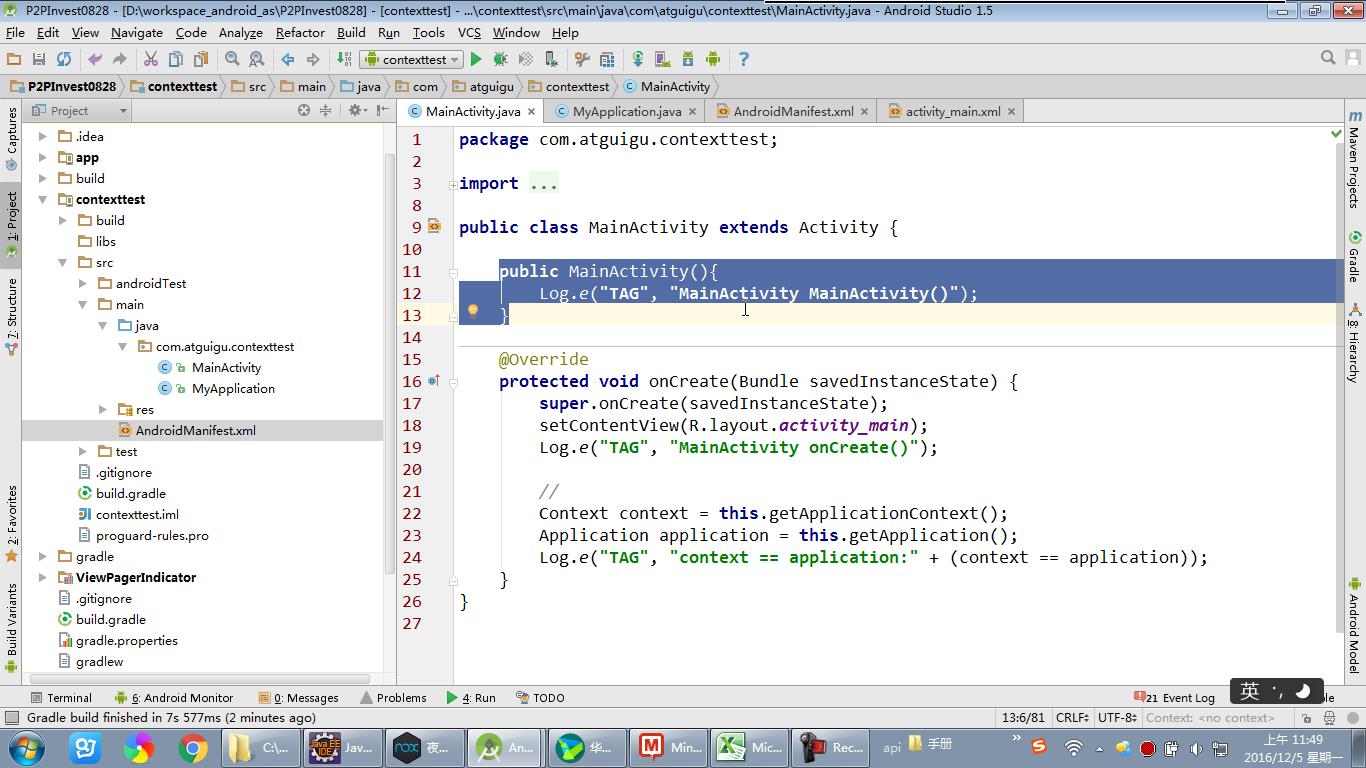 P2PInvest0828 - [D:\workspace_android_as\P2PInvest0828] - [contexttest] - ...\contexttest\src\main\java\com\atguigu\contexttest\MainActivity.java - Android Studio 1.5
File Edit View Navigate Code Analyze Refactor Build Run Tools VCS Window Help
contexttest
P2PInvest0828 contexttest src main java com atguigu contexttest MainActivity
Project
MainActivity.java MyApplication.java AndroidManifest.xml activity_main.xml
Captures
1: Project
7: Structure
2: Favorites
Build Variants
.idea
app
build
contexttest
build
libs
src
androidTest
main
java
com.atguigu.contexttest
MainActivity
MyApplication
res
AndroidManifest.xml
test
.gitignore
build.gradle
contexttest.iml
proguard-rules.pro
gradle
ViewPagerIndicator
.gitignore
build.gradle
gradle.properties
gradlew
1 package com.atguigu.contexttest;
2
3 import ...
8
9 public class MainActivity extends Activity {
10
11 public MainActivity(){
12 Log.e("TAG", "MainActivity MainActivity()");
13 }
14
15 @Override
16 protected void onCreate(Bundle savedInstanceState) {
17 super.onCreate(savedInstanceState);
18 setContentView(R.layout.activity_main);
19 Log.e("TAG", "MainActivity onCreate()");
20
21 //
22 Context context = this.getApplicationContext();
23 Application application = this.getApplication();
24 Log.e("TAG", "context == application:" + (context == application));
25 }
26 }
27
Maven Projects
Gradle
8: Hierarchy
Android Model
Terminal 6: Android Monitor 0: Messages Problems 4: Run TODO 21 Event Log
英
Gradle build finished in 7s 577ms (2 minutes ago) 13:6/81 CRLF UTF-8 Context: <no context>
C:\... Jav... 夜... An... 华... Min... Mic... Rec... api 手册
上午 11:49
2016/12/5 星期一